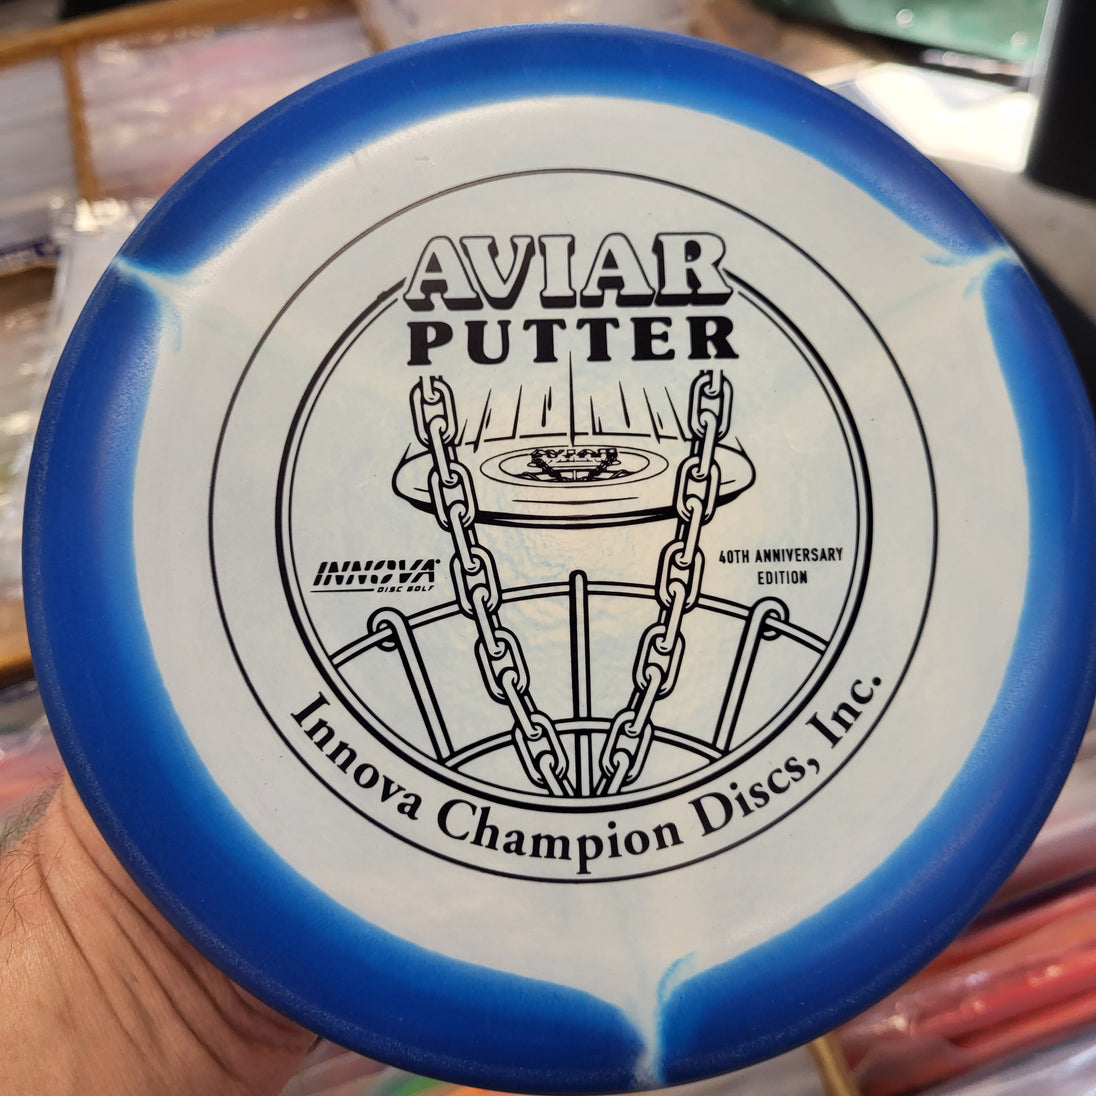 AVIAR
PUTTER
INNOVA
DISC GOLF
40TH ANNIVERSARY
EDITION
Innova Champion Discs, Inc.